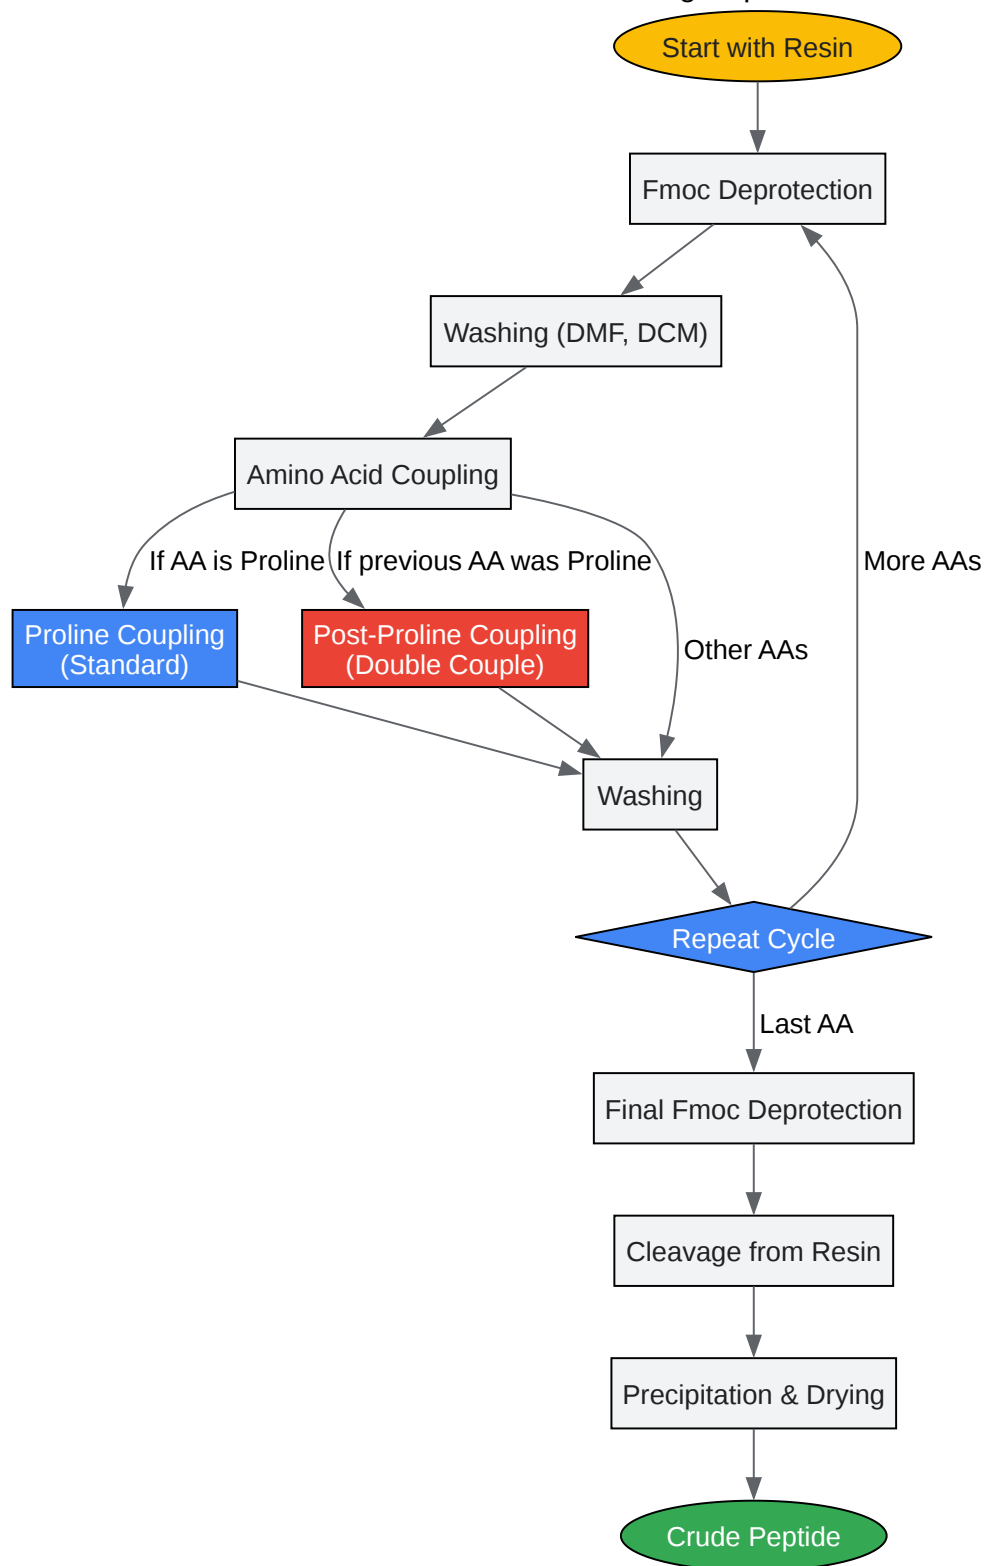 Start with Resin
Fmoc Deprotection
Washing (DMF, DCM)
Amino Acid Coupling
If AA is Proline
If previous AA was Proline
More AAs
Proline Coupling
(Standard)
Post-Proline Coupling
(Double Couple)
Other AAs
Washing
Repeat Cycle
Last AA
Final Fmoc Deprotection
Cleavage from Resin
Precipitation & Drying
Crude Peptide